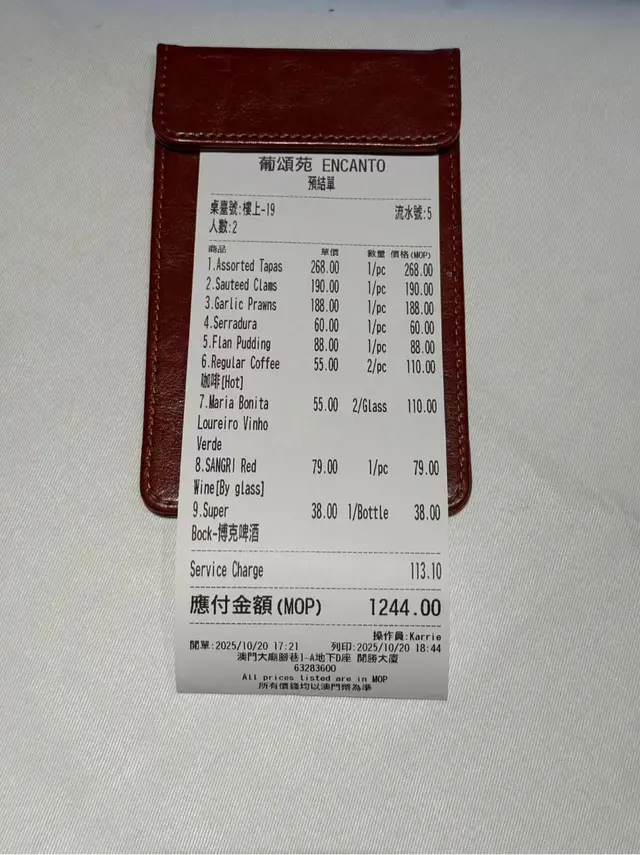 葡頌苑 ENCANTO
預結單
桌臺號:樓上-19 流水號:5
人數:2
商品 單價 數量 價格(MOP)
1.Assorted Tapas 268.00 1/pc 268.00
2.Sauteed Clams 190.00 1/pc 190.00
3.Garlic Prawns 188.00 1/pc 188.00
4.Serradura 60.00 1/pc 60.00
5.Flan Pudding 88.00 1/pc 88.00
6.Regular Coffee 55.00 2/pc 110.00
咖啡[Hot]
7.Maria Bonita 55.00 2/Glass 110.00
Loureiro Vinho
Verde
8.SANGRI Red 79.00 1/pc 79.00
Wine[By glass]
9.Super 38.00 1/Bottle 38.00
Bock-博克啤酒
Service Charge 113.10
應付金額(MOP) 1244.00
操作員:Karrie
開單:2025/10/20 17:21 列印:2025/10/20 18:44
澳門大廟腳巷1-A地下D座 開勝大廈
63283600
All prices listed are in MOP
所有價錢均以澳門幣為準